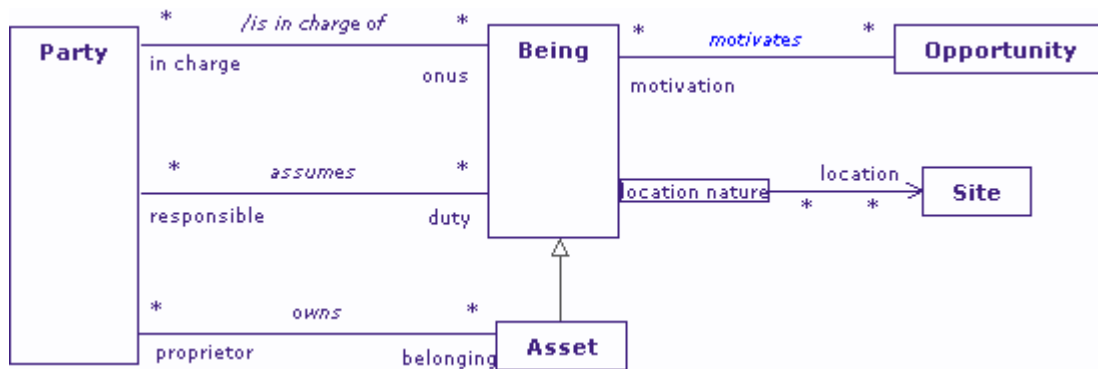 * /is in charge of *
Party
in charge
onus
Being
* motivates *
Opportunity
motivation
* assumes *
responsible
duty
location nature
location
* *
Site
* owns *
proprietor
belonging
Asset